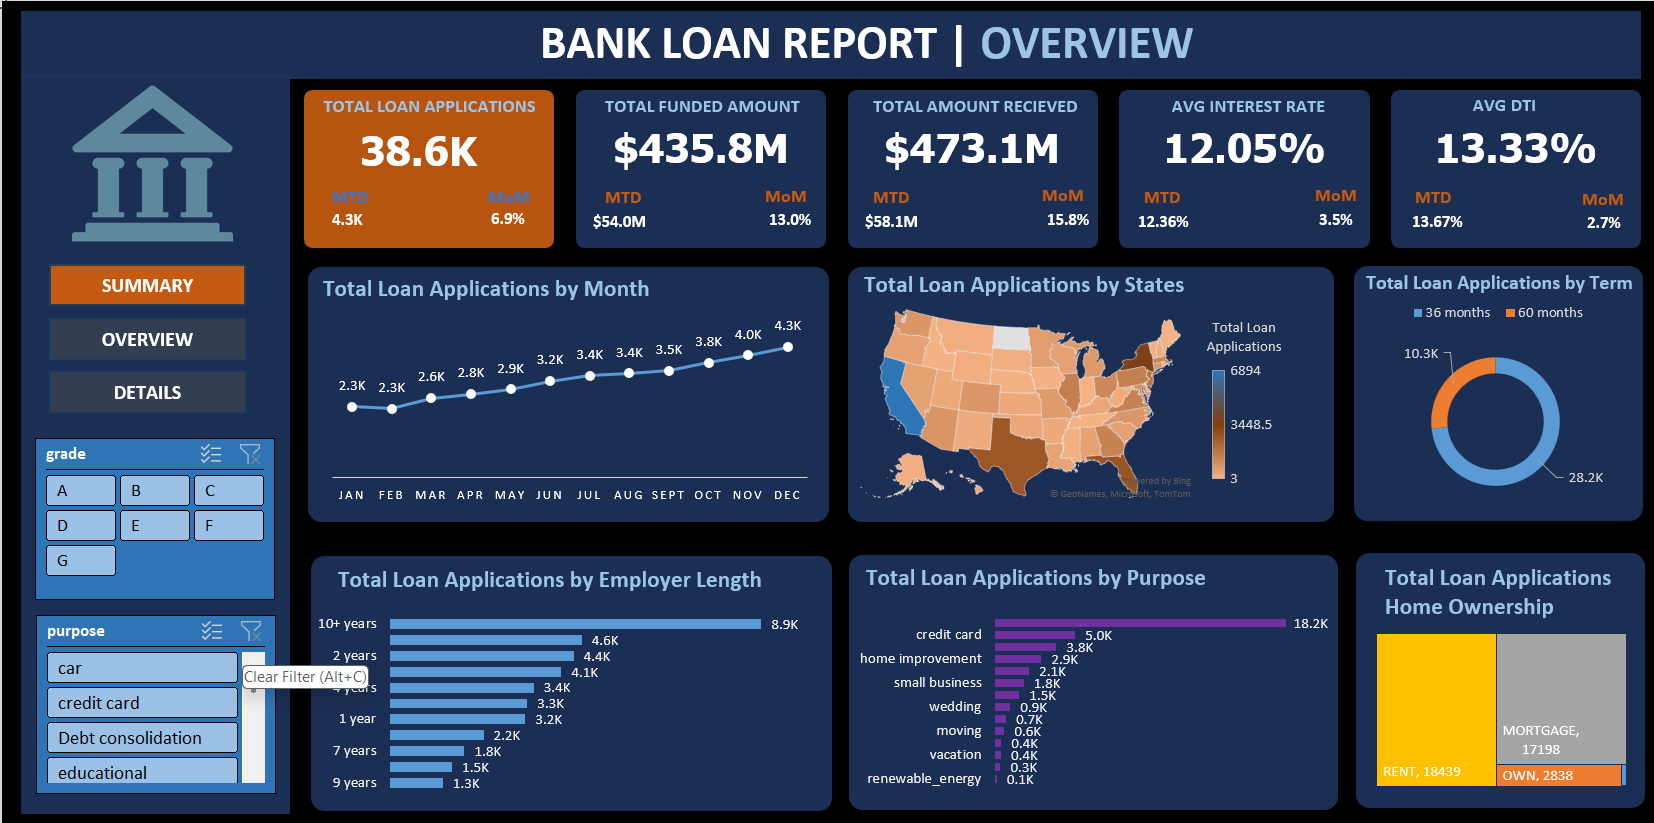 BANK LOAN REPORT | OVERVIEW
TOTAL LOAN APPLICATIONS
38.6K
MTD MoM
4.3K 6.9%
TOTAL FUNDED AMOUNT
$435.8M
MTD MoM
$54.0M 13.0%
TOTAL AMOUNT RECIEVED
$473.1M
MTD MoM
$58.1M 15.8%
AVG INTEREST RATE
12.05%
MTD MoM
12.36% 3.5%
AVG DTI
13.33%
MTD MoM
13.67% 2.7%
SUMMARY
OVERVIEW
DETAILS
grade
A B C
D E F
G
purpose
car
credit card
Debt consolidation
educational
Clear Filter (Alt+C)
Total Loan Applications by Month
2.3K 2.3K 2.6K 2.8K 2.9K 3.2K 3.4K 3.4K 3.5K 3.8K 4.0K 4.3K
JAN FEB MAR APR MAY JUN JUL AUG SEPT OCT NOV DEC
Total Loan Applications by States
Total Loan
Applications
6894
3448.5
3
wered by Bing
© GeoNames, Microsoft, TomTom
Total Loan Applications by Term
36 months 60 months
10.3K
28.2K
Total Loan Applications by Employer Length
10+ years 8.9K
4.6K
2 years 4.4K
4.1K
years 3.4K
3.3K
1 year 3.2K
2.2K
7 years 1.8K
1.5K
9 years 1.3K
Total Loan Applications by Purpose
18.2K
credit card 5.0K
3.8K
home improvement 2.9K
2.1K
small business 1.8K
1.5K
wedding 0.9K
0.7K
moving 0.6K
0.4K
vacation 0.4K
0.3K
renewable_energy 0.1K
Total Loan Applications
Home Ownership
RENT, 18439
MORTGAGE,
17198
OWN, 2838